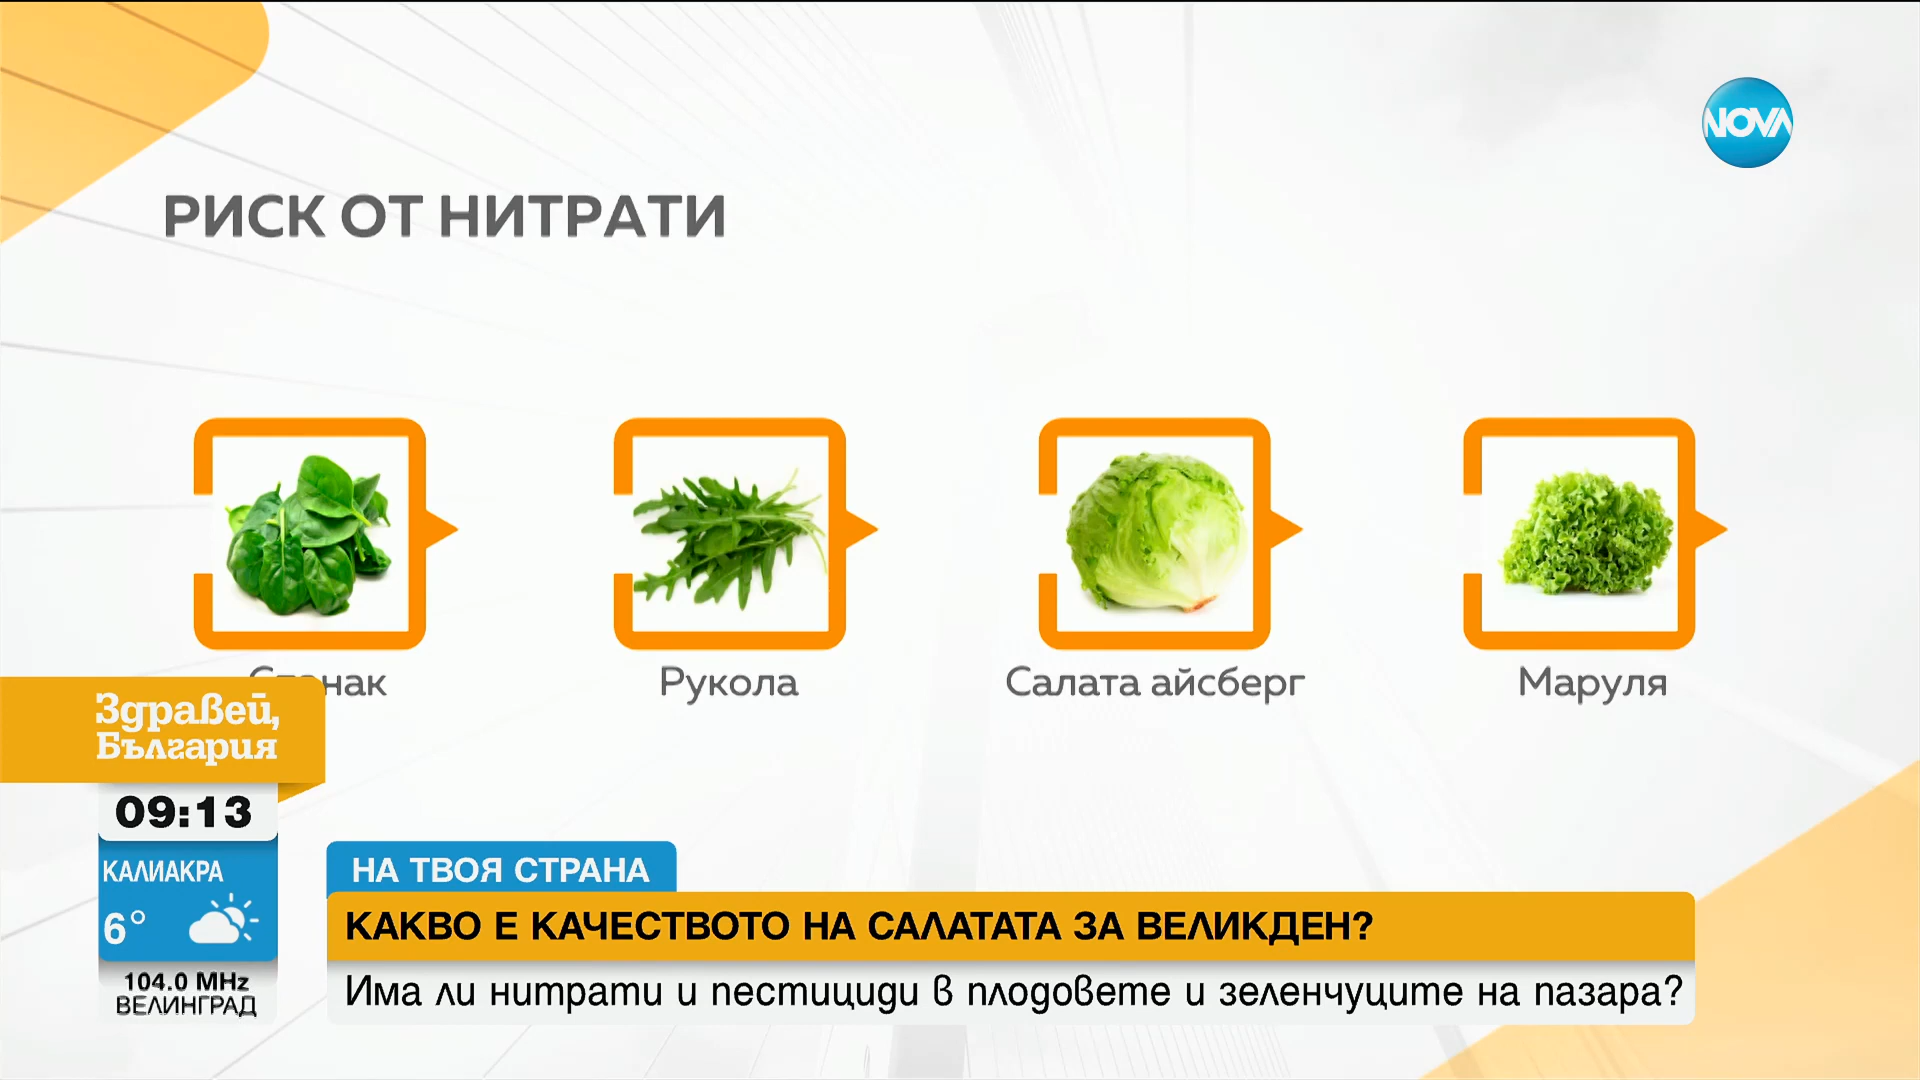 NOVA
РИСК ОТ НИТРАТИ
Рукола
Салата айсберг
Маруля
Здравей,
България
09:13
КАЛИАКРА
6°
104.0 MHz
ВЕЛИНГРАД
НА ТВОЯ СТРАНА
КАКВО Е КАЧЕСТВОТО НА САЛАТАТА ЗА ВЕЛИКДЕН?
Има ли нитрати и пестициди в плодовете и зеленчуците на пазара?